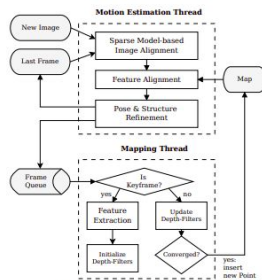 Motion Estimation Thread
New Image
Last Frame
Sparse Model-based
Image Alignment
Feature Alignment
Map
Pose & Structure
Refinement
Mapping Thread
Frame
Queue
Is
Keyframe?
yes
no
Feature
Extraction
Update
Depth-Filters
Initialize
Depth-Filters
Converged?
yes:
insert
new Point